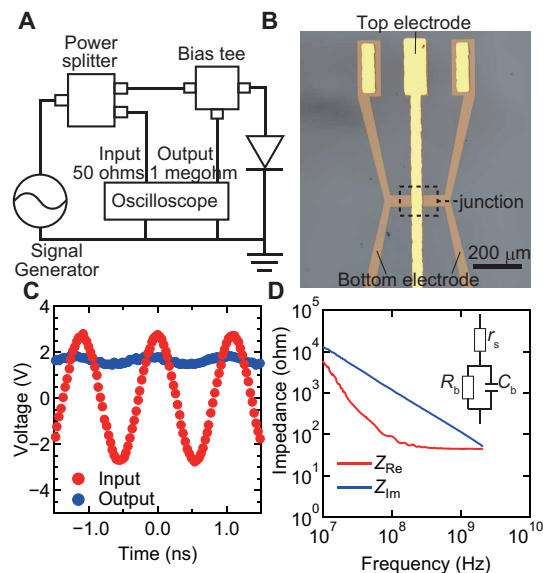 A
Power
splitter
Bias tee
Input
50 ohms
Output
1 megohm
Oscilloscope
Signal
Generator
B
Top electrode
junction
200 μm
Bottom electrode
C
Voltage (V)
4
2
0
−2
−4
Input
Output
−1.0
0.0
1.0
Time (ns)
D
Impedance (ohm)
10^5
10^4
10^3
10^2
10^1
10^0
r_s
R_b
C_b
Z_Re
Z_Im
10^7
10^8
10^9
10^10
Frequency (Hz)